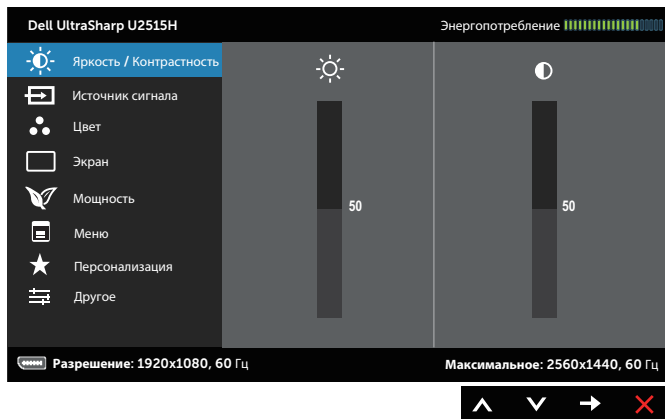 Dell UltraSharp U2515H
Энергопотребление
Яркость / Контрастность
Источник сигнала
Цвет
Экран
Мощность
Меню
Персонализация
Другое
50
50
Разрешение: 1920x1080, 60 Гц
Максимальное: 2560x1440, 60 Гц